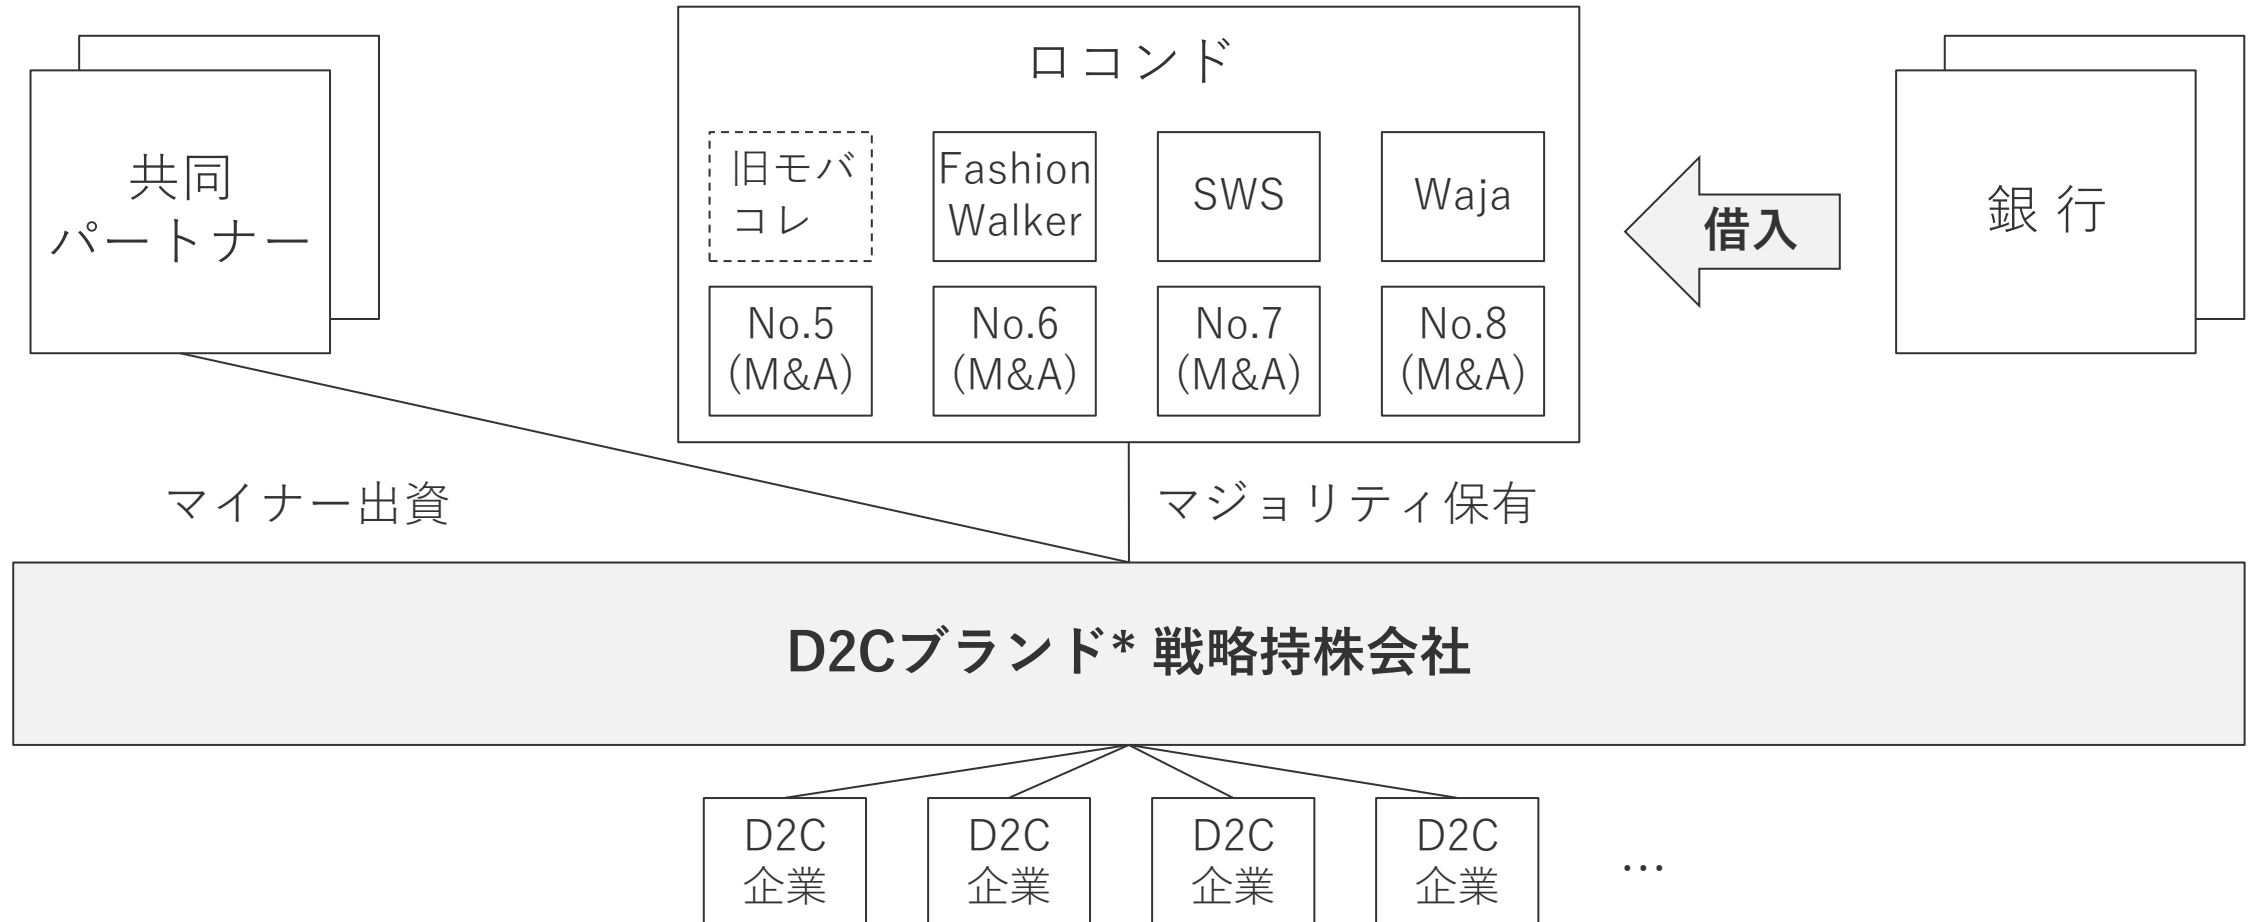 共同
パートナー
ロコンド
旧モバ
コレ
Fashion
Walker
SWS
Waja
No.5
(M&A)
No.6
(M&A)
No.7
(M&A)
No.8
(M&A)
借入
銀 行
マイナー出資
マジョリティ保有
D2Cブランド* 戦略持株会社
D2C
企業
D2C
企業
D2C
企業
D2C
企業
…